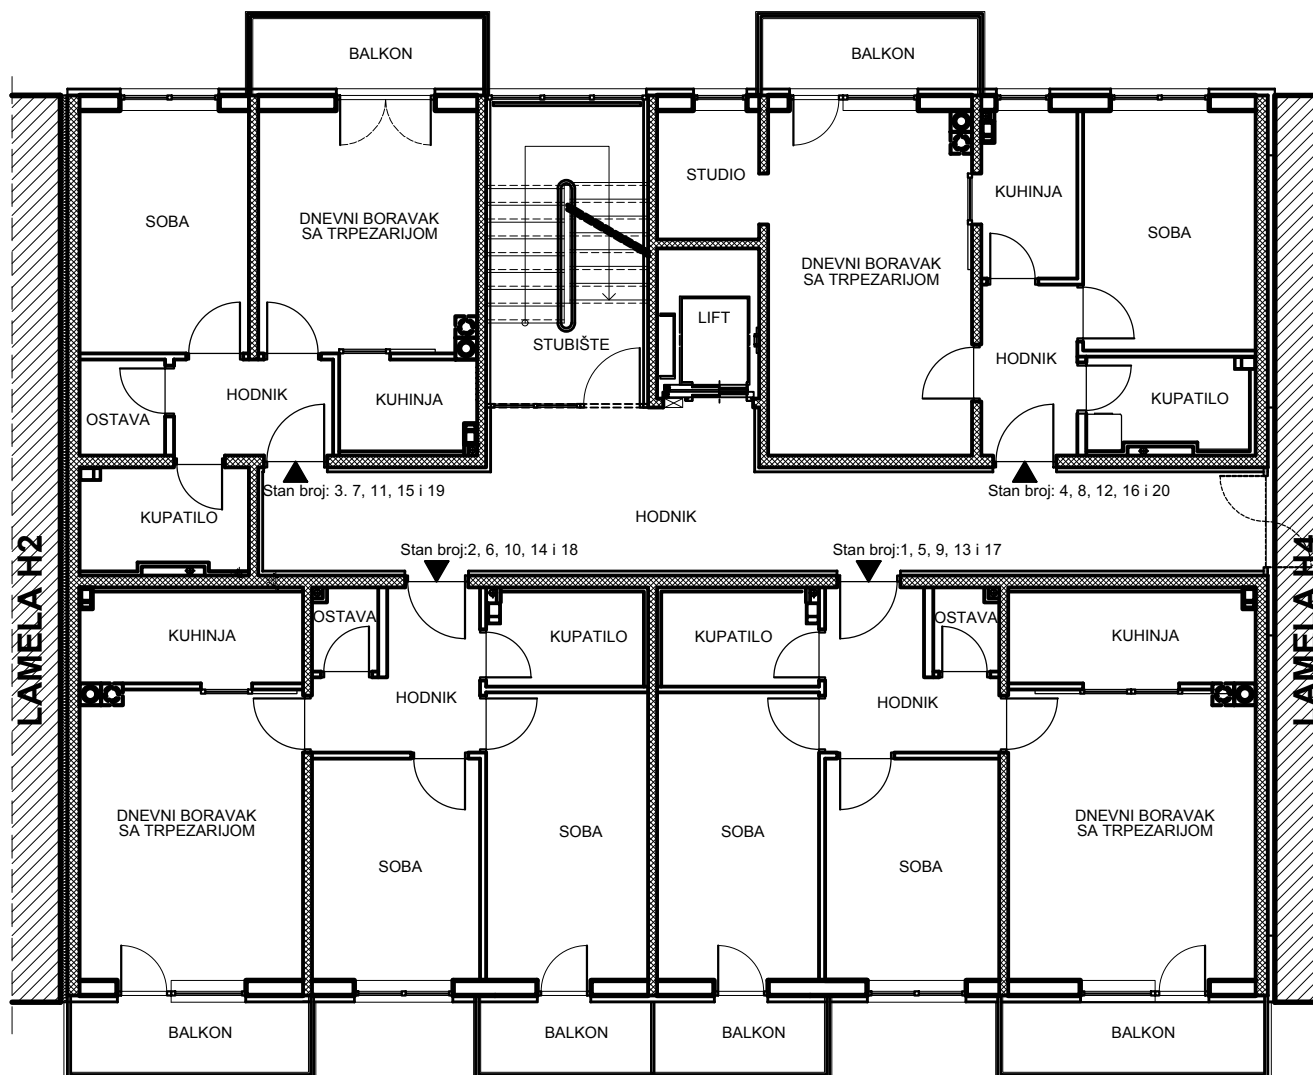 BALKON
BALKON
SOBA
DNEVNI BORAVAK
SA TRPEZARIJOM
STUDIO
KUHINJA
SOBA
DNEVNI BORAVAK
SA TRPEZARIJOM
LIFT
STUBIŠTE
HODNIK
HODNIK
OSTAVA
KUHINJA
KUPATILO
Stan broj: 3. 7, 11, 15 i 19
Stan broj: 4, 8, 12, 16 i 20
KUPATILO
HODNIK
Stan broj:2, 6, 10, 14 i 18
Stan broj:1, 5, 9, 13 i 17
LAMELA H2
LAMELA H4
KUHINJA
OSTAVA
KUPATILO
KUPATILO
OSTAVA
KUHINJA
HODNIK
HODNIK
DNEVNI BORAVAK
SA TRPEZARIJOM
SOBA
SOBA
SOBA
SOBA
DNEVNI BORAVAK
SA TRPEZARIJOM
BALKON
BALKON
BALKON
BALKON